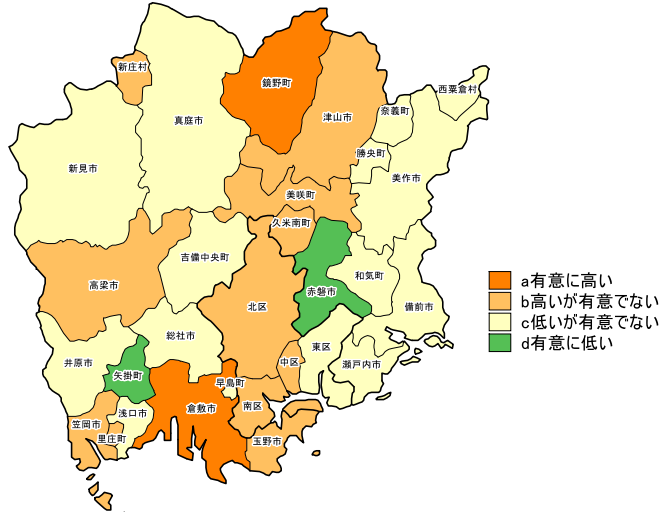 新庄村
鏡野町
西粟倉村
奈義町
津山市
真庭市
勝央町
新見市
美作市
美咲町
久米南町
吉備中央町
和気町
高梁市
赤磐市
北区
備前市
総社市
東区
井原市
中区
瀬戸内市
矢掛町
早島町
浅口市
倉敷市
南区
笠岡市
里庄町
玉野市
a有意に高い
b高いが有意でない
c低いが有意でない
d有意に低い